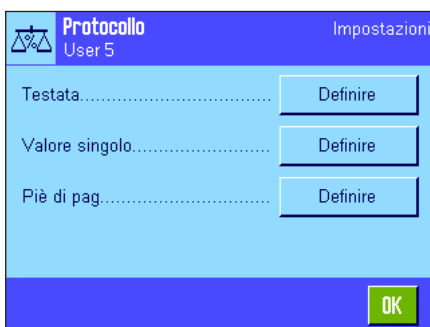 Protocollo Impostazioni
User 5
Testata.................................. Definire
Valore singolo........................ Definire
Piè di pag.............................. Definire
OK